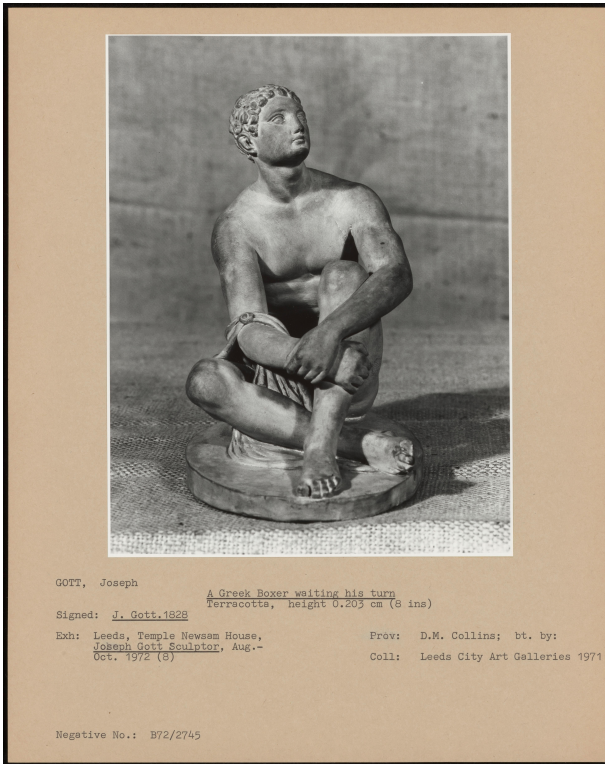 GOTT, Joseph
A Greek Boxer waiting his turn
Terracotta, height 0.203 cm (8 ins)
Signed: J. Gott.1828
Exh: Leeds, Temple Newsam House,
Joseph Gott Sculptor, Aug.-
Oct. 1972 (8)
Prov: D.M. Collins; bt. by:
Coll: Leeds City Art Galleries 1971
Negative No.: B72/2745